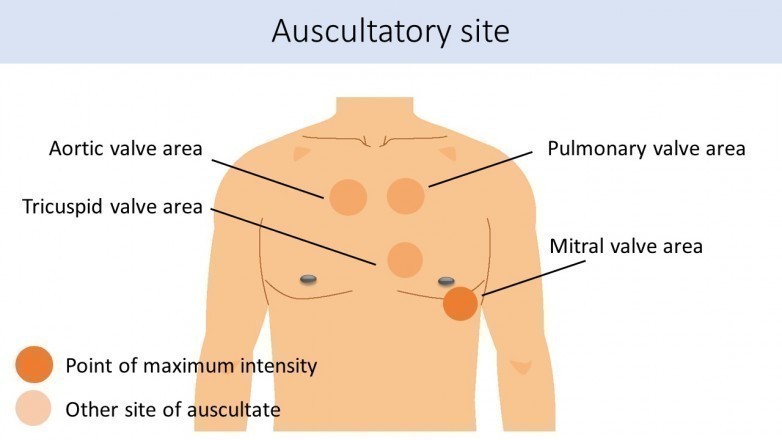 Auscultatory site
Aortic valve area
Pulmonary valve area
Tricuspid valve area
Mitral valve area
Point of maximum intensity
Other site of auscultate